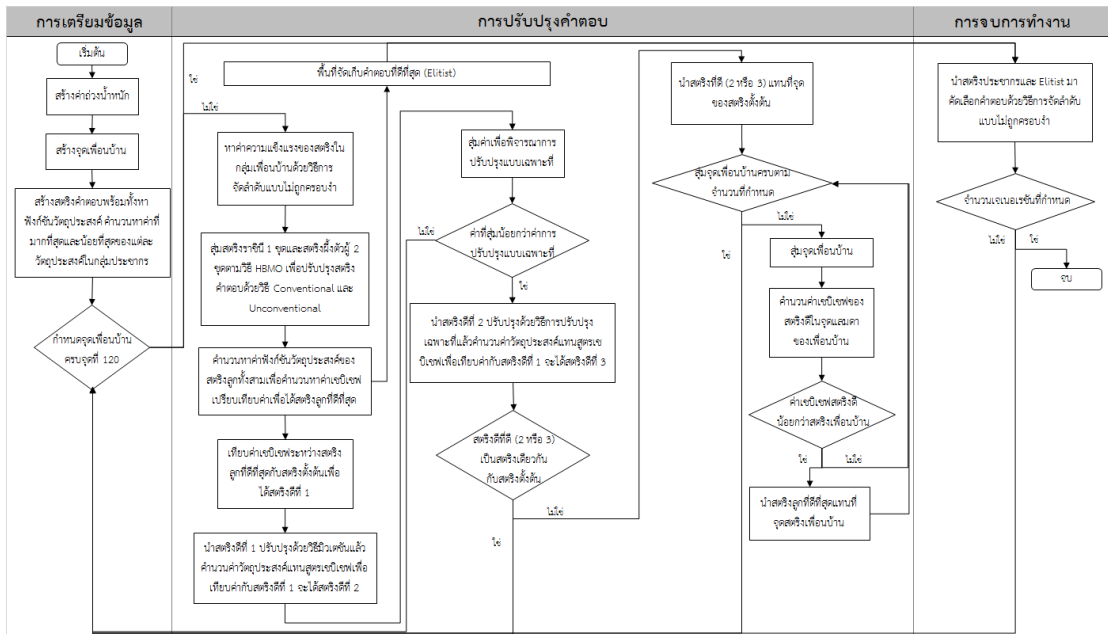 การเตรียมข้อมูล
การปรับปรุงคำตอบ
การจบการทำงาน
เริ่มต้น
สร้างค่าถ่วงน้ำหนัก
สร้างจุดเพื่อนบ้าน
สร้างสตริงคำตอบพร้อมทั้งหา
ฟังก์ชันวัตถุประสงค์ คำนวนหาค่าที่
มากที่สุดและน้อยที่สุดของแต่ละ
วัตถุประสงค์ในกลุ่มประชากร
กำหนดจุดเพื่อนบ้าน
ครบจุดที่ 120
ใช่
ไม่ใช่
พื้นที่จัดเก็บคำตอบที่ดีที่สุด (Elitist)
หาค่าความแข็งแรงของสตริงใน
กลุ่มเพื่อนบ้านด้วยวิธีการ
จัดลำดับแบบไม่ถูกครอบงำ
สุ่มสตริงราชินี 1 ชุดและสตริงผึ้งตัวผู้ 2
ชุดตามวิธี HBMO เพื่อปรับปรุงสตริง
คำตอบด้วยวิธี Conventional และ
Unconventional
คำนวนหาค่าฟังก์ชันวัตถุประสงค์ของ
สตริงลูกทั้งสามเพื่อคำนวนหาค่าเชบิเชฟ
เปรียบเทียบค่าเพื่อได้สตริงลูกที่ดีที่สุด
เทียบค่าเชบิเชฟระหว่างสตริง
ลูกที่ดีที่สุดกับสตริงตั้งต้นเพื่อ
ได้สตริงดีที่ 1
นำสตริงดีที่ 1 ปรับปรุงด้วยวิธีมิวเตชันแล้ว
คำนวนค่าวัตถุประสงค์แทนสูตรเชบิเชฟเพื่อ
เทียบค่ากับสตริงดีที่ 1 จะได้สตริงดีที่ 2
สุ่มค่าเพื่อพิจารณาการ
ปรับปรุงแบบเฉพาะที่
ค่าที่สุ่มน้อยกว่าค่าการ
ปรับปรุงแบบเฉพาะที่
ไม่ใช่
ใช่
นำสตริงดีที่ 2 ปรับปรุงด้วยวิธีการปรับปรุง
เฉพาะที่แล้วคำนวนค่าวัตถุประสงค์แทนสูตรเช
บิเชฟเพื่อเทียบค่ากับสตริงดีที่ 1 จะได้สตริงดีที่ 3
สตริงดีที่ดี (2 หรือ 3)
เป็นสตริงเดียวกัน
กับสตริงตั้งต้น
ไม่ใช่
ใช่
นำสตริงที่ดี (2 หรือ 3) แทนที่จุด
ของสตริงตั้งต้น
สุ่มจุดเพื่อนบ้านครบตาม
จำนวนที่กำหนด
ไม่ใช่
ใช่
สุ่มจุดเพื่อนบ้าน
คำนวนค่าเชบิเชฟของ
สตริงดีในจุดแลมดา
ของเพื่อนบ้าน
ค่าเชบิเชฟสตริงดี
น้อยกว่าสตริงเพื่อนบ้าน
ใช่
ไม่ใช่
นำสตริงลูกที่ดีที่สุดแทนที่
จุดสตริงเพื่อนบ้าน
นำสตริงประชากรและ Elitist มา
คัดเลือกคำตอบด้วยวิธีการจัดลำดับ
แบบไม่ถูกครอบงำ
จำนวนเจเนอเรชันที่กำหนด
ไม่ใช่
ใช่
จบ